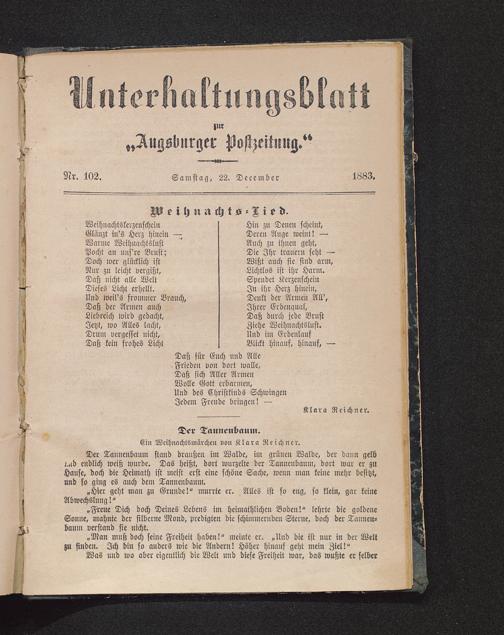 Unterhaltungsblatt
zur
„Augsburger Postzeitung.“
Nr. 102.
Samstag, 22. December
1883.
Weihnachts-Lied.
Weihnachtskerzenschein
Glänzt in's Herz hinein —
Warme Weihnachtslust
Pocht an uns're Brust;
Doch wer glücklich ist
Nur zu leicht vergißt,
Daß nicht alle Welt
Dieses Licht erhellt.
Und weil's frommer Brauch,
Daß der Armen auch
Liebreich wird gedacht,
Jetzt, wo Alles lacht,
Drum vergesset nicht,
Daß kein frohes Licht
Hin zu Denen scheint,
Deren Auge weint! —
Auch zu ihnen geht,
Die Ihr trauern seht —
Wißt auch sie sind arm,
Lichtlos ist ihr Harm.
Spendet Kerzenschein
In ihr Herz hinein,
Denkt der Armen All',
Ihrer Erdenqual,
Daß durch jede Brust
Ziehe Weihnachtslust.
Und im Erdenlauf
Blickt hinauf, hinauf, —
Daß für Euch und Alle
Frieden von dort walle,
Daß sich Aller Armen
Wolle Gott erbarmen,
Und des Christkinds Schwingen
Jedem Freude bringen! —
Klara Reichner.
Der Tannenbaum.
Ein Weihnachtsmärchen von Klara Reichner.
Der Tannenbaum stand draußen im Walde, im grünen Walde, der dann gelb
und endlich weiß wurde. Das heißt, dort wurzelte der Tannenbaum, dort war er zu
Hause, doch die Heimath ist meist erst eine schöne Sache, wenn man keine mehr besitzt,
und so ging es auch dem Tannenbaum.
„Hier geht man zu Grunde!“ murrte er. Alles ist so eng, so klein, gar keine
Abwechslung!“
„Freue Dich doch Deines Lebens im heimathlichen Boden!“ lehrte die goldene
Sonne, mahnte der silberne Mond, predigten die schimmernden Sterne, doch der Tannen-
baum verstand sie nicht.
„Man muß doch seine Freiheit haben!“ meinte er. „Und die ist nur in der Welt
zu finden. Ich bin so anders wie die Andern! Höher hinauf geht mein Ziel!“
Was und wo aber eigentlich die Welt und diese Freiheit war, das wußte er selber